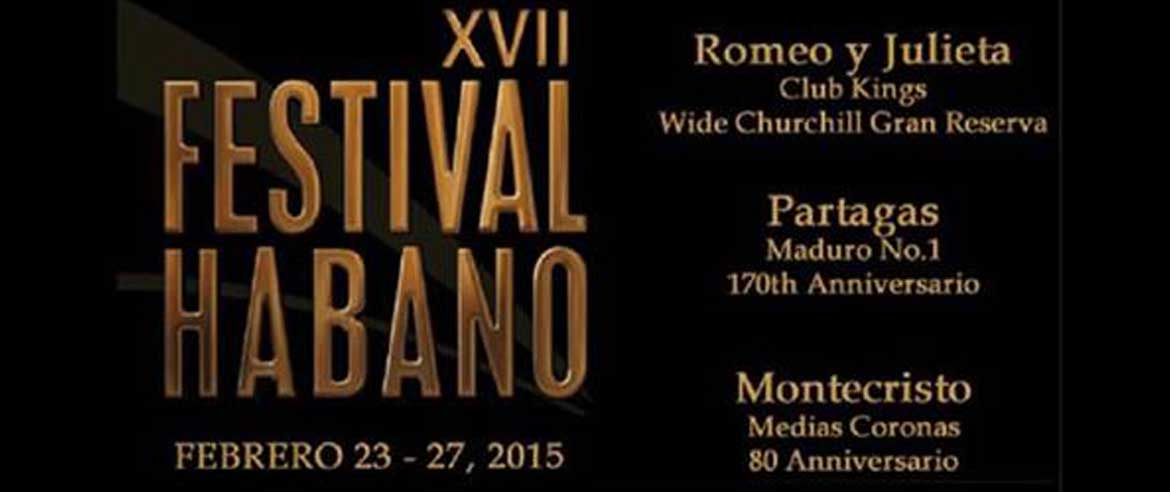 XVII
FESTIVAL
HABANO
FEBRERO 23 - 27, 2015
Romeo y Julieta
Club Kings
Wide Churchill Gran Reserva
Partagas
Maduro No.1
170th Anniversario
Montecristo
Medias Coronas
80 Anniversario